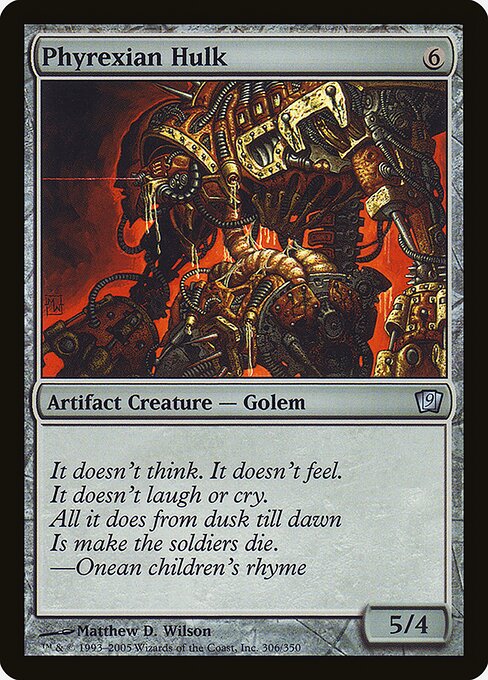 Phyrexian Hulk
6
MW
Artifact Creature — Golem
9
It doesn't think. It doesn't feel.
It doesn't laugh or cry.
All it does from dusk till dawn
Is make the soldiers die.
—Onean children's rhyme
Matthew D. Wilson
5/4
™ & © 1993–2005 Wizards of the Coast, Inc. 306/350